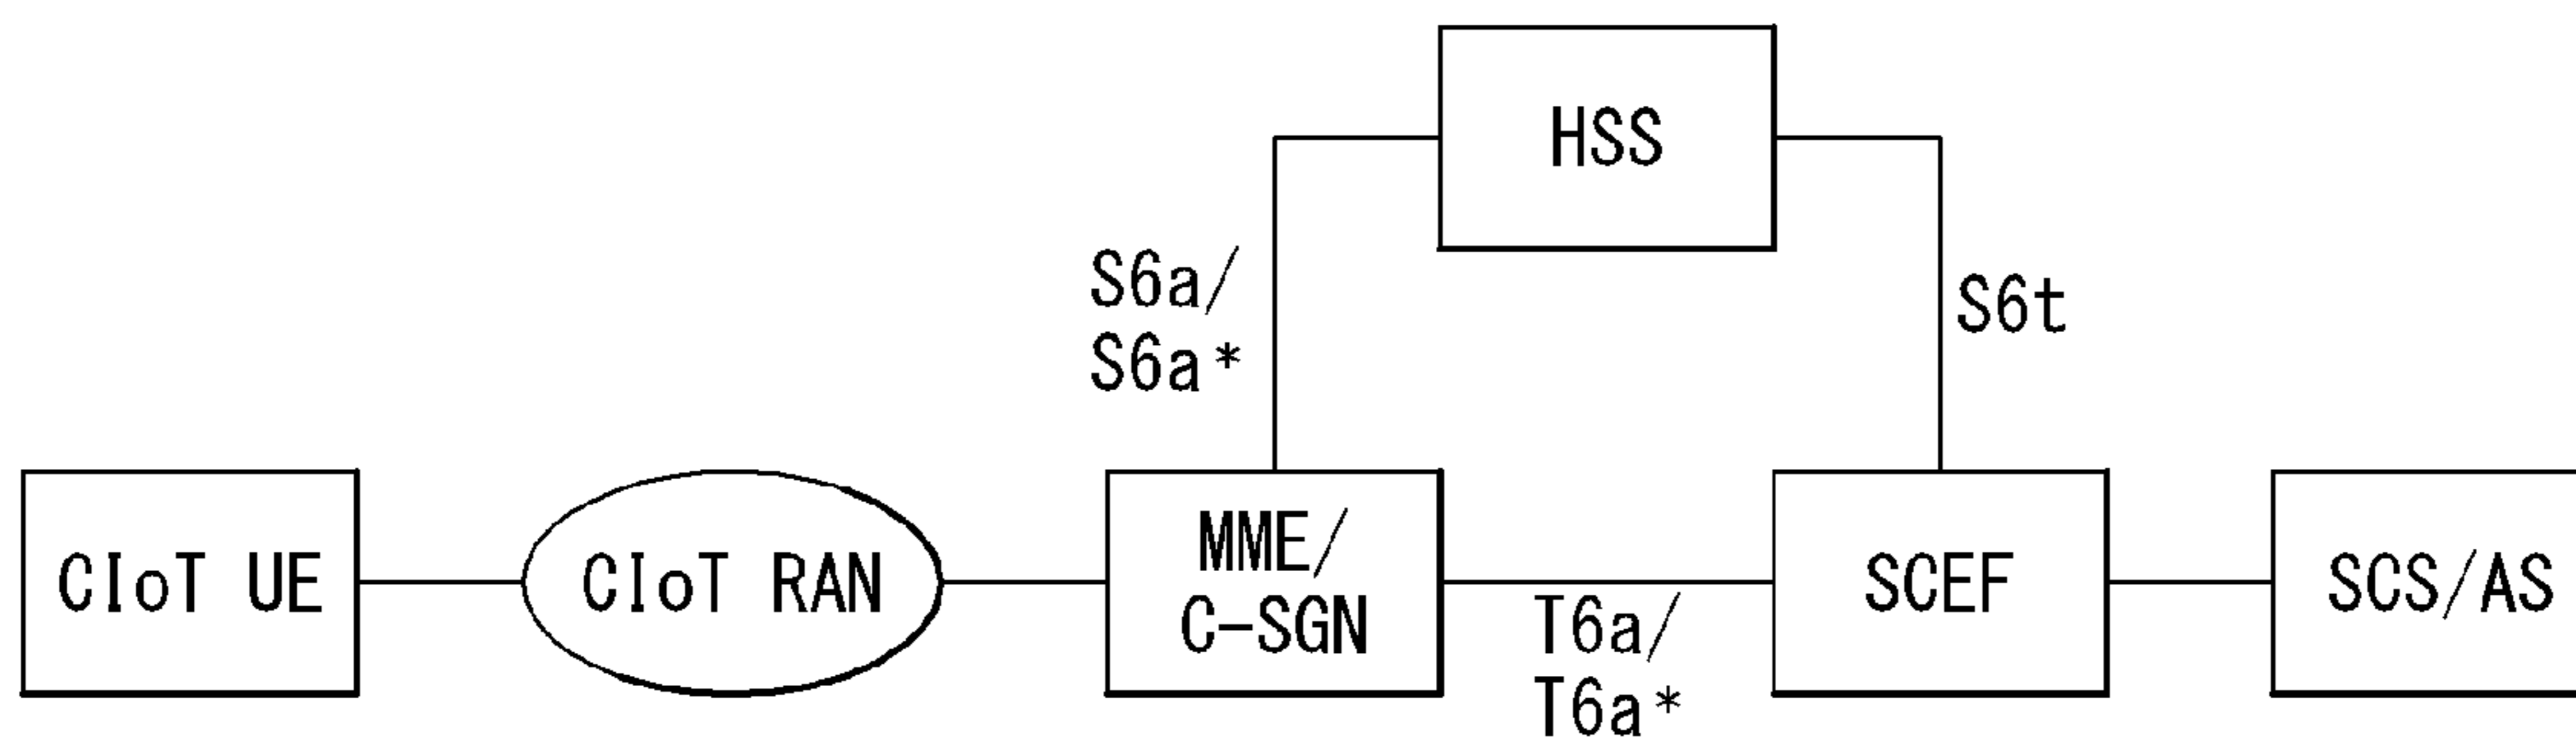 HSS
S6a/
S6a*
S6t
CIoT UE
CIoT RAN
MME/
C-SGN
T6a/
T6a*
SCEF
SCS/AS